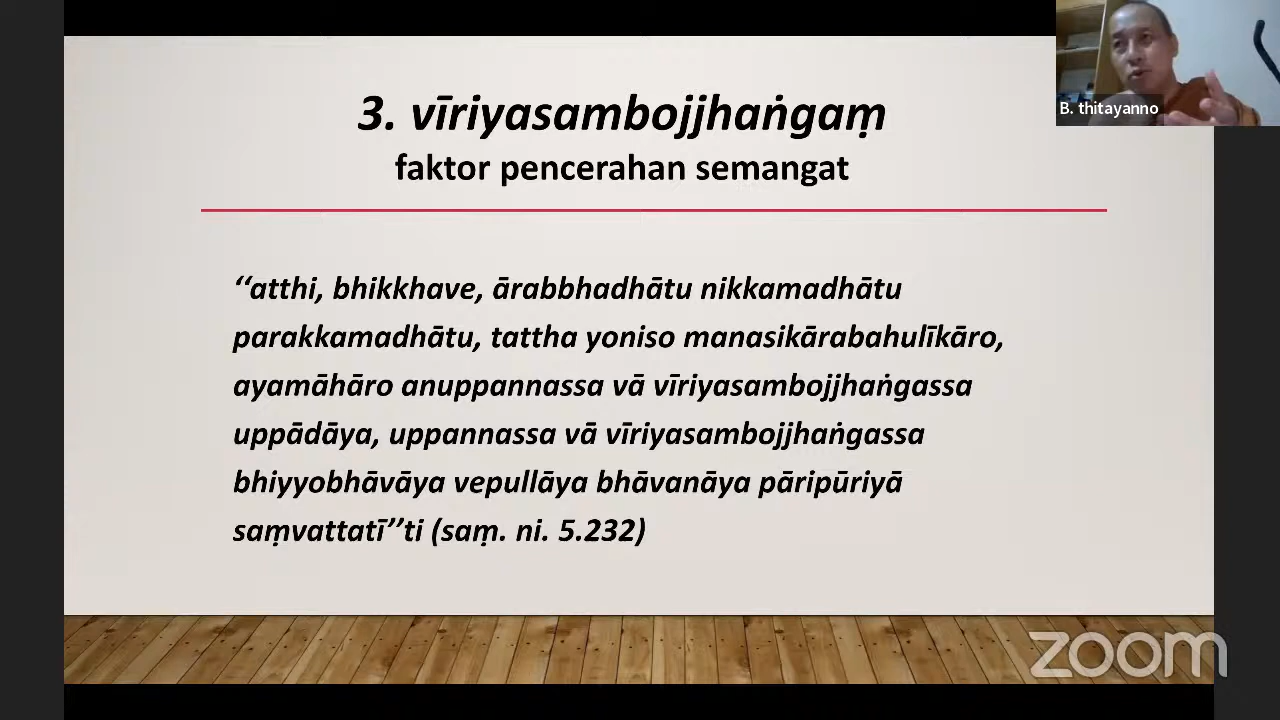 3. vīriyasambojjhaṅgaṃ
faktor pencerahan semangat
B. thitayanno
‘‘atthi, bhikkhave, ārabbhadhātu nikkamadhātu
parakkamadhātu, tattha yoniso manasikārabahulīkāro,
ayamāhāro anuppannassa vā vīriyasambojjhaṅgassa
uppādāya, uppannassa vā vīriyasambojjhaṅgassa
bhiyyobhāvāya vepullāya bhāvanāya pāripūriyā
saṃvattatī’’ti (saṃ. ni. 5.232)
zoom